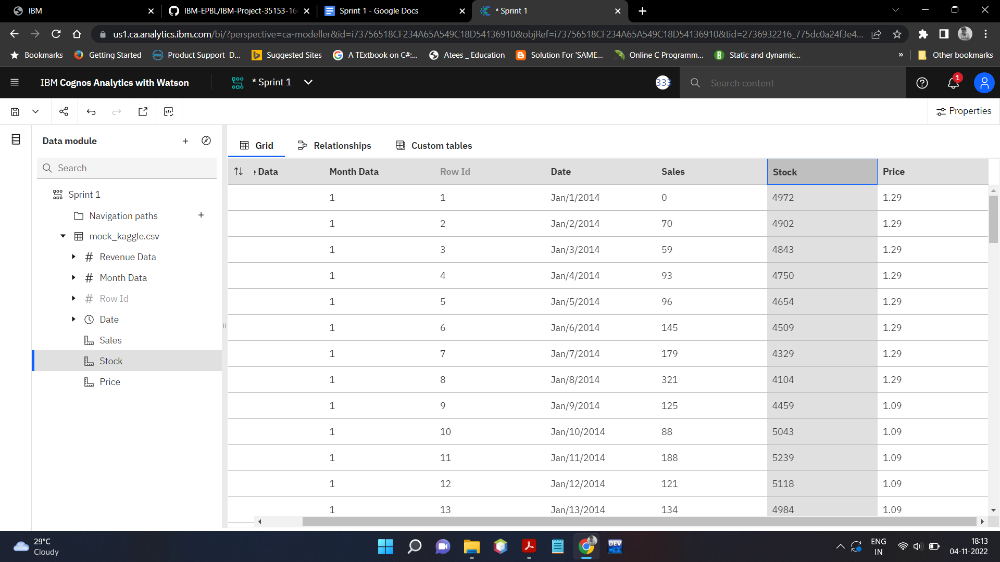 IBM
IBM-EPBL/IBM-Project-35153-16
Sprint 1 - Google Docs
* Sprint 1
us1.ca.analytics.ibm.com/bi/?perspective=ca-modeller&id=i73756518CF234A65A549C18D54136910&objRef=i73756518CF234A65A549C18D54136910&tid=2736932216_775dc0a24f3e4...
Bookmarks
Getting Started
Product Support D...
Suggested Sites
A TExtbook on C#:...
Atees _ Education
Solution For 'SAME...
Online C Programm...
Static and dynamic...
»
Other bookmarks
IBM Cognos Analytics with Watson
* Sprint 1
333
Search content
1
Properties
Data module
Search
Sprint 1
Navigation paths
mock_kaggle.csv
# Revenue Data
# Month Data
# Row Id
Date
Sales
Stock
Price
Grid
Relationships
Custom tables
Data Month Data Row Id Date Sales Stock Price
1 1 Jan/1/2014 0 4972 1.29
1 2 Jan/2/2014 70 4902 1.29
1 3 Jan/3/2014 59 4843 1.29
1 4 Jan/4/2014 93 4750 1.29
1 5 Jan/5/2014 96 4654 1.29
1 6 Jan/6/2014 145 4509 1.29
1 7 Jan/7/2014 179 4329 1.29
1 8 Jan/8/2014 321 4104 1.29
1 9 Jan/9/2014 125 4459 1.09
1 10 Jan/10/2014 88 5043 1.09
1 11 Jan/11/2014 188 5239 1.09
1 12 Jan/12/2014 121 5118 1.09
1 13 Jan/13/2014 134 4984 1.09
29°C
Cloudy
DEV
ENG
IN
18:13
04-11-2022